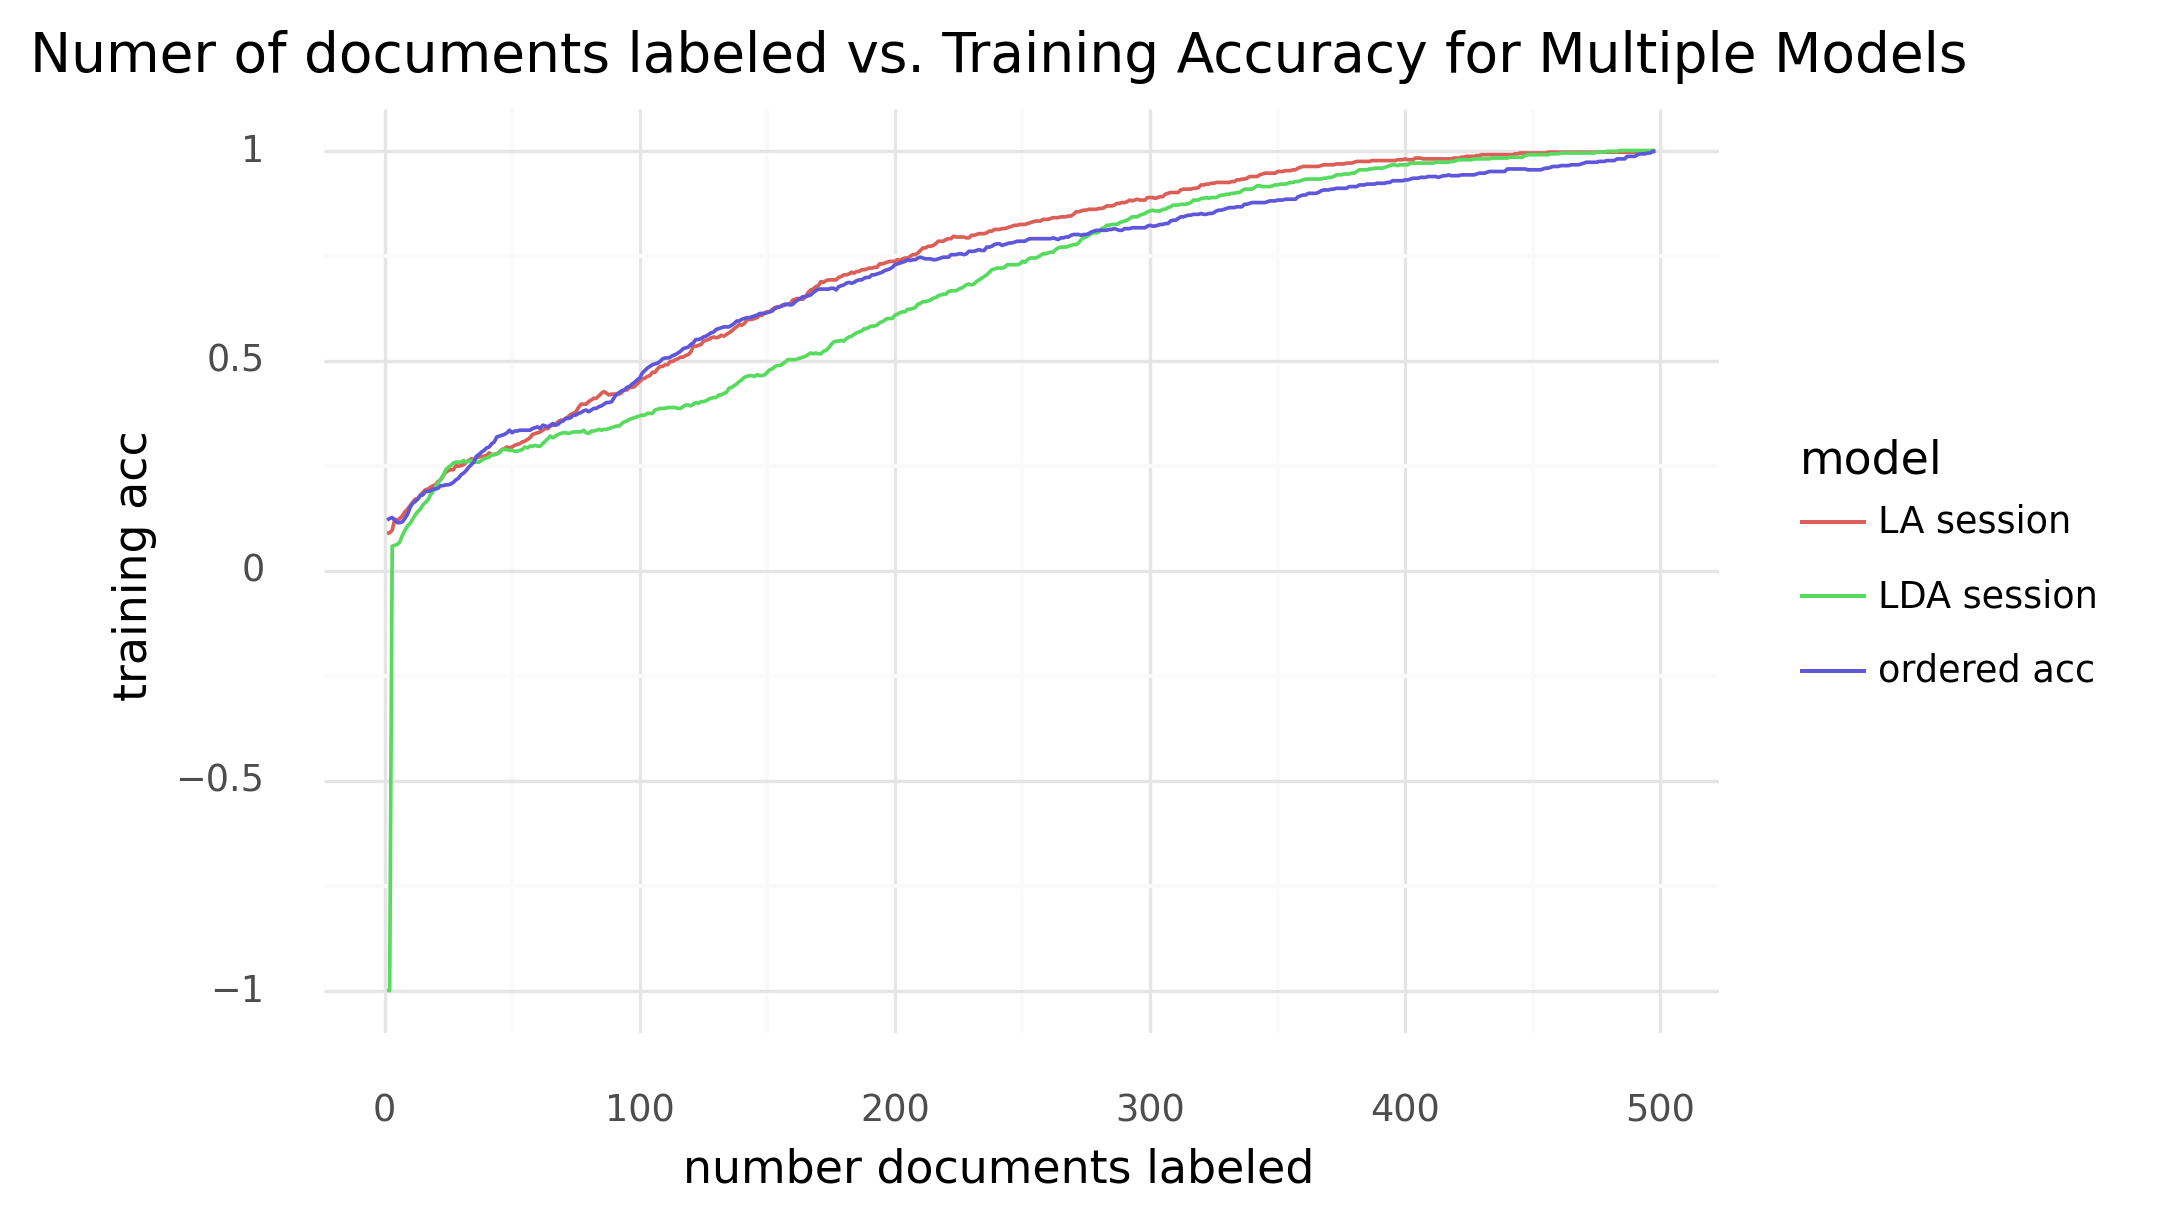 Numer of documents labeled vs. Training Accuracy for Multiple Models
1
0.5
0
−0.5
−1
training acc
0 100 200 300 400 500
number documents labeled
model
LA session
LDA session
ordered acc